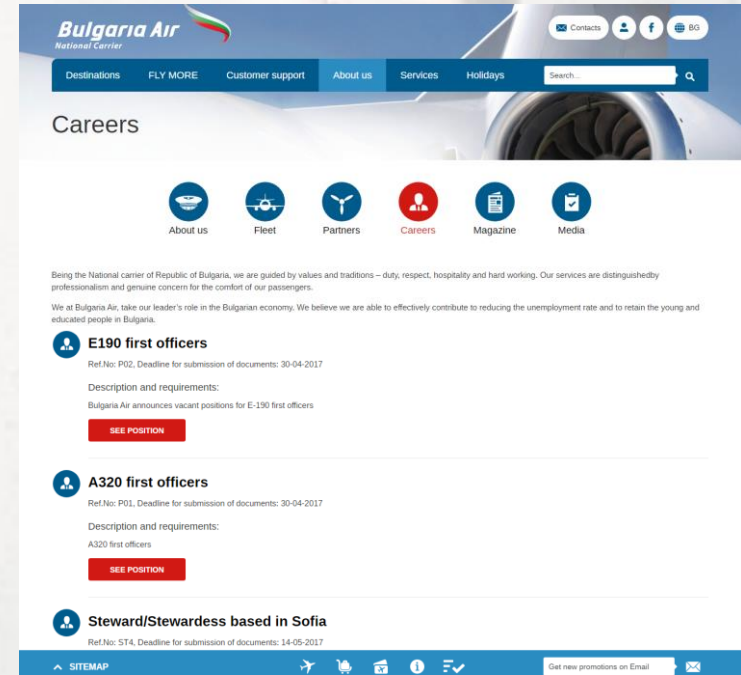 Bulgaria Air
National Carrier
Contacts
BG
Destinations FLY MORE Customer support About us Services Holidays Search...
Careers
About us Fleet Partners Careers Magazine Media
Being the National carrier of Republic of Bulgaria, we are guided by values and traditions – duty, respect, hospitality and hard working. Our services are distinguishedby
professionalism and genuine concern for the comfort of our passengers.
We at Bulgaria Air, take our leader's role in the Bulgarian economy. We believe we are able to effectively contribute to reducing the unemployment rate and to retain the young and
educated people in Bulgaria.
E190 first officers
Ref.No: P02, Deadline for submission of documents: 30-04-2017
Description and requirements:
Bulgaria Air announces vacant positions for E-190 first officers
SEE POSITION
A320 first officers
Ref.No: P01, Deadline for submission of documents: 30-04-2017
Description and requirements:
A320 first officers
SEE POSITION
Steward/Stewardess based in Sofia
Ref.No: ST4, Deadline for submission of documents: 14-05-2017
SITEMAP Get new promotions on Email